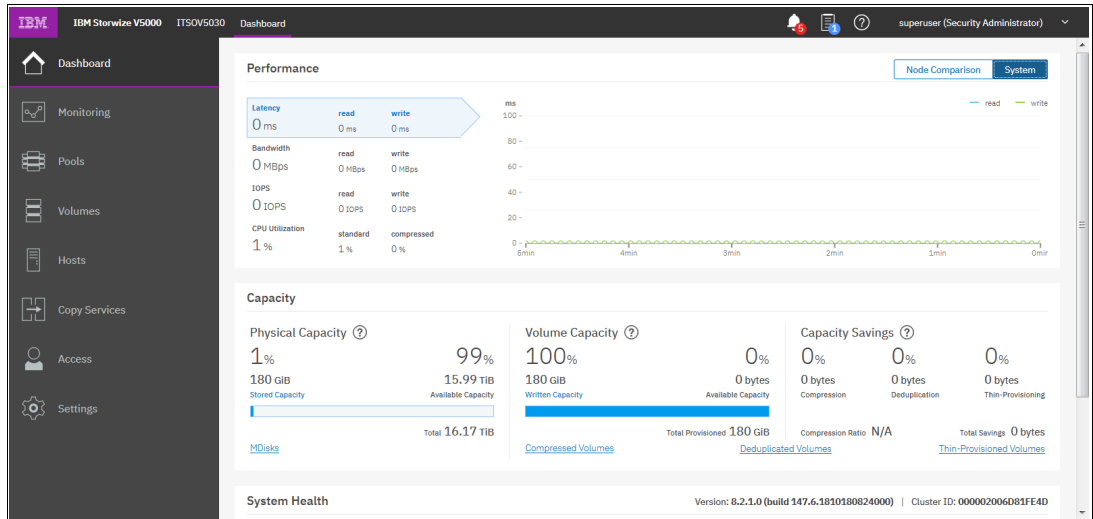 IBM IBM Storwize V5000 ITSOV5030 Dashboard 5 1 ? superuser (Security Administrator)
Dashboard
Monitoring
Pools
Volumes
Hosts
Copy Services
Access
Settings
Performance
Node Comparison System
Latency
0 ms
read
0 ms
write
0 ms
Bandwidth
0 MBps
read
0 MBps
write
0 MBps
IOPS
0 IOPS
read
0 IOPS
write
0 IOPS
CPU Utilization
1 %
standard
1 %
compressed
0 %
ms
read write
100
80
60
40
20
0
6min 4min 3min 2min 1min 0min
Capacity
Physical Capacity ?
1% 99%
180 GiB 15.99 TiB
Stored Capacity Available Capacity
Total 16.17 TiB
MDisks
Volume Capacity ?
100% 0%
180 GiB 0 bytes
Written Capacity Available Capacity
Total Provisioned 180 GiB
Compressed Volumes Deduplicated Volumes
Capacity Savings ?
0% 0% 0%
0 bytes 0 bytes 0 bytes
Compression Deduplication Thin-Provisioning
Compression Ratio N/A Total Savings 0 bytes
Thin-Provisioned Volumes
System Health
Version: 8.2.1.0 (build 147.6.1810180824000) | Cluster ID: 000002006D81FE4D